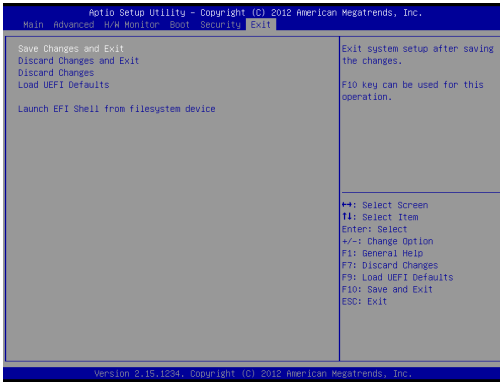 Aptio Setup Utility - Copyright (C) 2012 American Megatrends, Inc.
Main Advanced H/W Monitor Boot Security Exit
Save Changes and Exit
Discard Changes and Exit
Discard Changes
Load UEFI Defaults
Launch EFI Shell from filesystem device
Exit system setup after saving
the changes.
F10 key can be used for this
operation.
↔: Select Screen
↑↓: Select Item
Enter: Select
+/-: Change Option
F1: General Help
F7: Discard Changes
F9: Load UEFI Defaults
F10: Save and Exit
ESC: Exit
Version 2.15.1234. Copyright (C) 2012 American Megatrends, Inc.